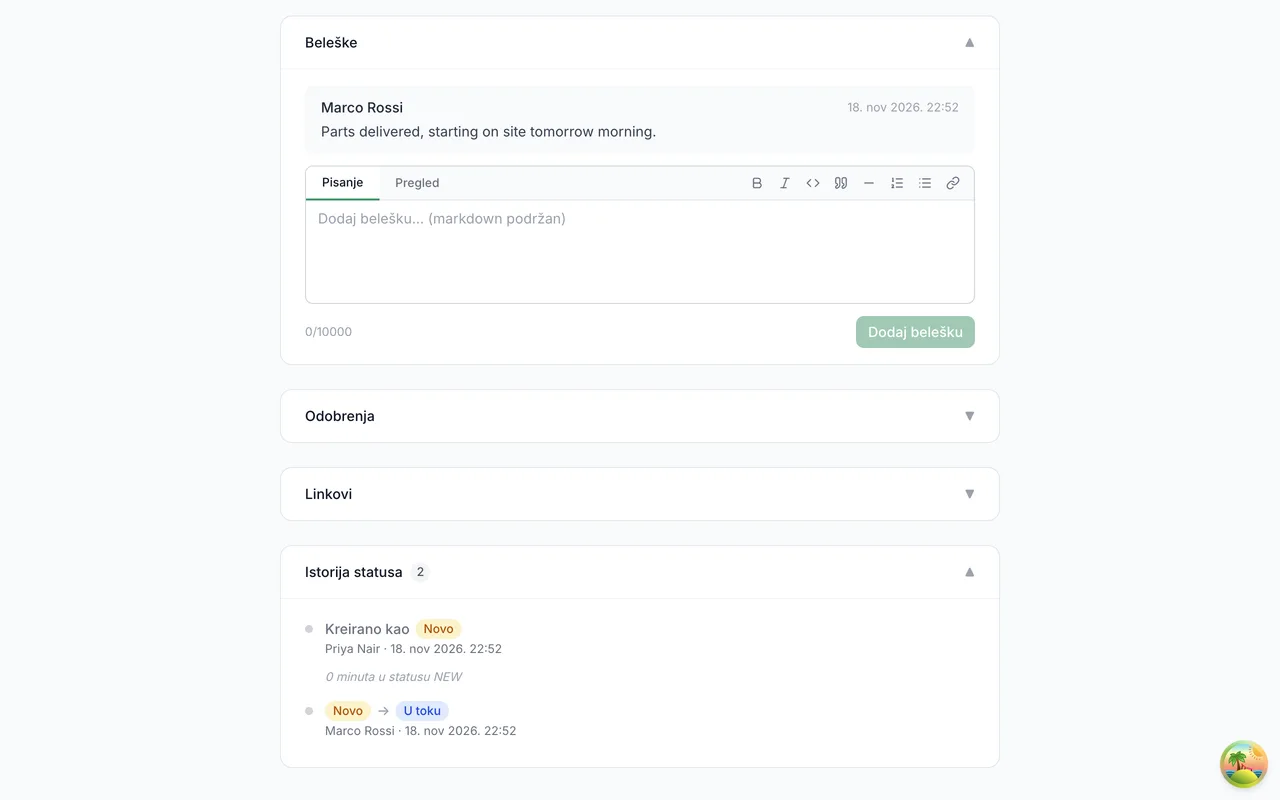 Beleške
Marco Rossi
18. nov 2026. 22:52
Parts delivered, starting on site tomorrow morning.
Pisanje
Pregled
Dodaj belešku... (markdown podržan)
0/10000
Dodaj belešku
Odobrenja
Linkovi
Istorija statusa 2
Kreirano kao Novo
Priya Nair · 18. nov 2026. 22:52
0 minuta u statusu NEW
Novo → U toku
Marco Rossi · 18. nov 2026. 22:52